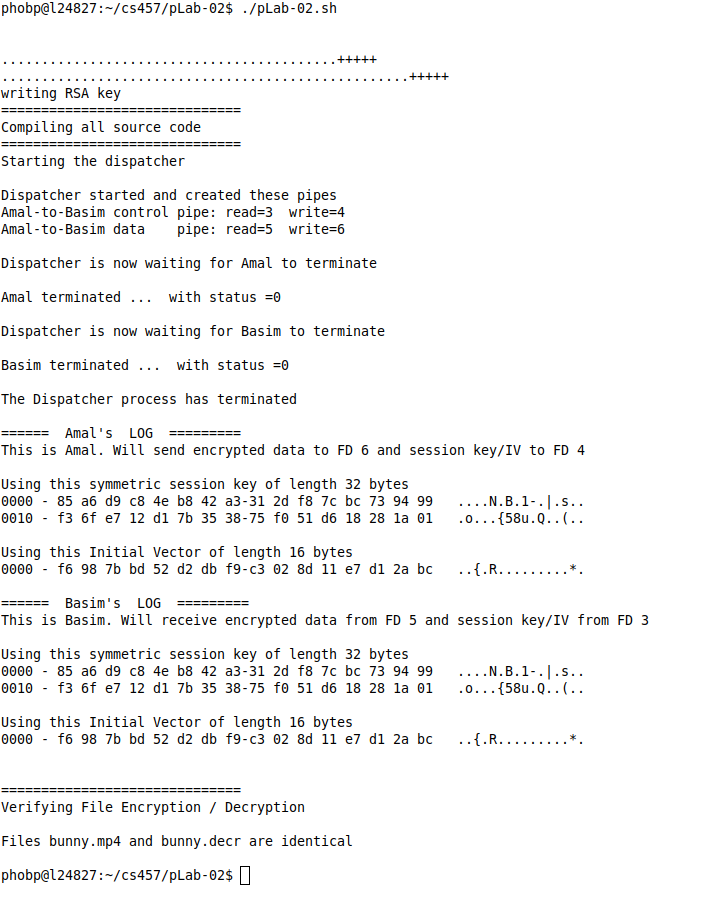 phobp@l24827:~/cs457/pLab-02$ ./pLab-02.sh
..........................................+++++
...................................................+++++
writing RSA key
==============================
Compiling all source code
==============================
Starting the dispatcher
Dispatcher started and created these pipes
Amal-to-Basim control pipe: read=3  write=4
Amal-to-Basim data    pipe: read=5  write=6
Dispatcher is now waiting for Amal to terminate
Amal terminated ...  with status =0
Dispatcher is now waiting for Basim to terminate
Basim terminated ...  with status =0
The Dispatcher process has terminated
======  Amal's  LOG  =========
This is Amal. Will send encrypted data to FD 6 and session key/IV to FD 4
Using this symmetric session key of length 32 bytes
0000 - 85 a6 d9 c8 4e b8 42 a3-31 2d f8 7c bc 73 94 99   ....N.B.1-.|.s..
0010 - f3 6f e7 12 d1 7b 35 38-75 f0 51 d6 18 28 1a 01   .o...{58u.Q..(..
Using this Initial Vector of length 16 bytes
0000 - f6 98 7b bd 52 d2 db f9-c3 02 8d 11 e7 d1 2a bc   ..{.R.........*.
======  Basim's  LOG  =========
This is Basim. Will receive encrypted data from FD 5 and session key/IV from FD 3
Using this symmetric session key of length 32 bytes
0000 - 85 a6 d9 c8 4e b8 42 a3-31 2d f8 7c bc 73 94 99   ....N.B.1-.|.s..
0010 - f3 6f e7 12 d1 7b 35 38-75 f0 51 d6 18 28 1a 01   .o...{58u.Q..(..
Using this Initial Vector of length 16 bytes
0000 - f6 98 7b bd 52 d2 db f9-c3 02 8d 11 e7 d1 2a bc   ..{.R.........*.
==============================
Verifying File Encryption / Decryption
Files bunny.mp4 and bunny.decr are identical
phobp@l24827:~/cs457/pLab-02$